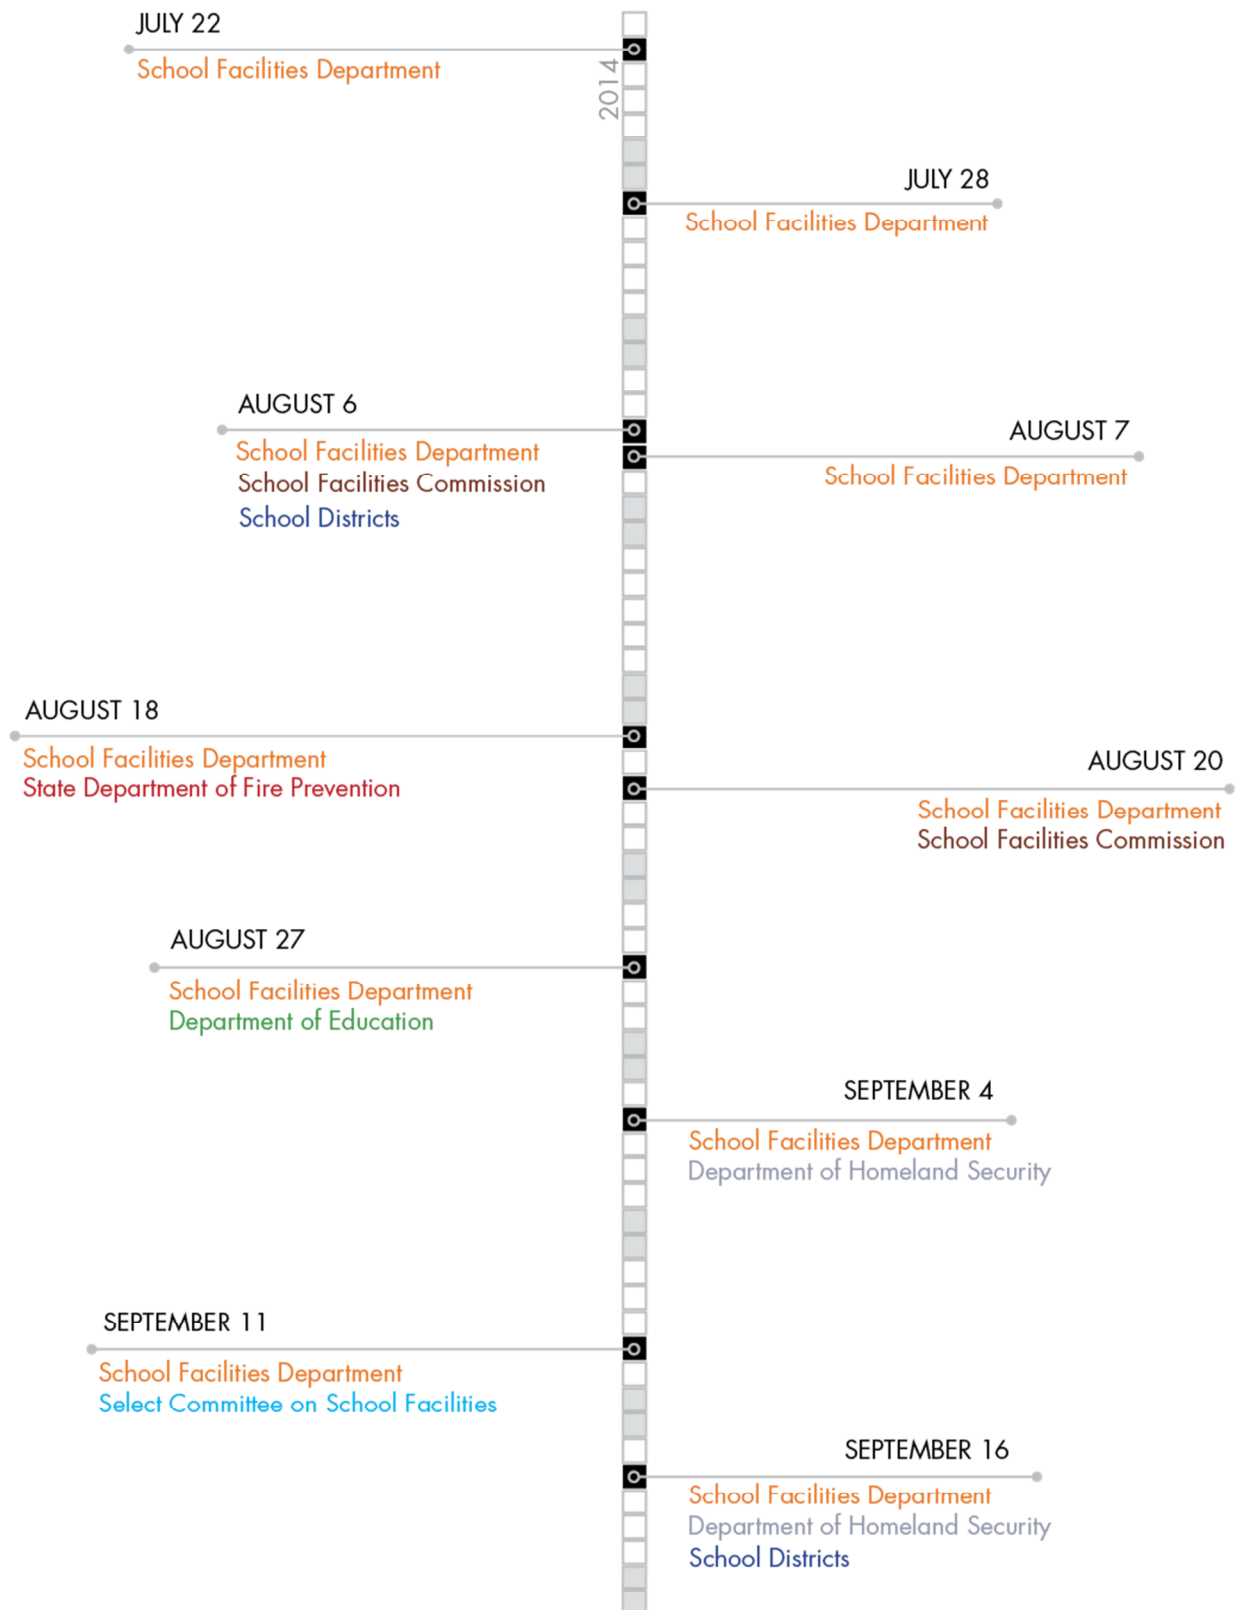 JULY 22
School Facilities Department
2014
JULY 28
School Facilities Department
AUGUST 6
School Facilities Department
School Facilities Commission
School Districts
AUGUST 7
School Facilities Department
AUGUST 18
School Facilities Department
State Department of Fire Prevention
AUGUST 20
School Facilities Department
School Facilities Commission
AUGUST 27
School Facilities Department
Department of Education
SEPTEMBER 4
School Facilities Department
Department of Homeland Security
SEPTEMBER 11
School Facilities Department
Select Committee on School Facilities
SEPTEMBER 16
School Facilities Department
Department of Homeland Security
School Districts